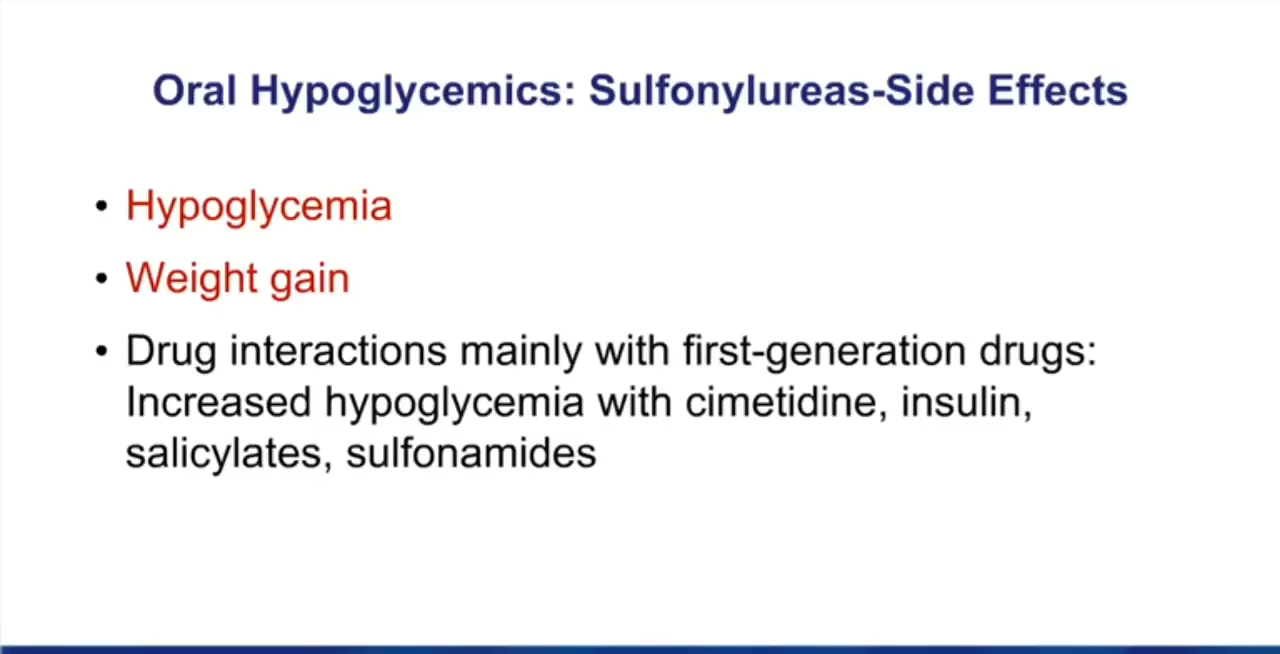 Oral Hypoglycemics: Sulfonylureas-Side Effects
• Hypoglycemia
• Weight gain
• Drug interactions mainly with first-generation drugs:
Increased hypoglycemia with cimetidine, insulin,
salicylates, sulfonamides